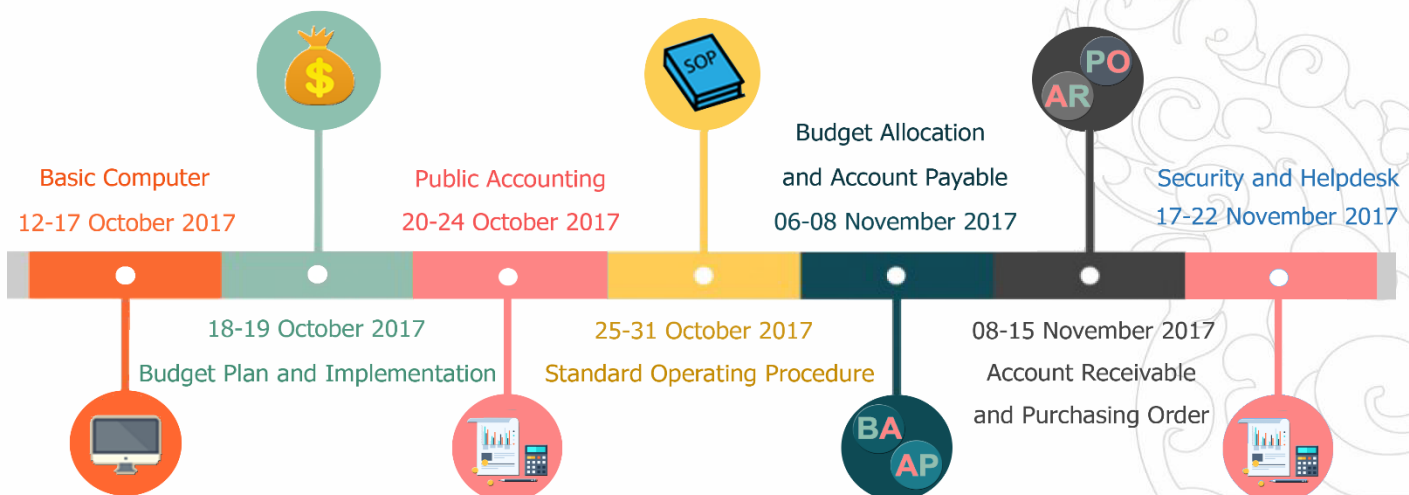 Basic Computer
12-17 October 2017
$
18-19 October 2017
Budget Plan and Implementation
Public Accounting
20-24 October 2017
SOP
25-31 October 2017
Standard Operating Procedure
Budget Allocation
and Account Payable
06-08 November 2017
BA
AP
PO
AR
08-15 November 2017
Account Receivable
and Purchasing Order
Security and Helpdesk
17-22 November 2017